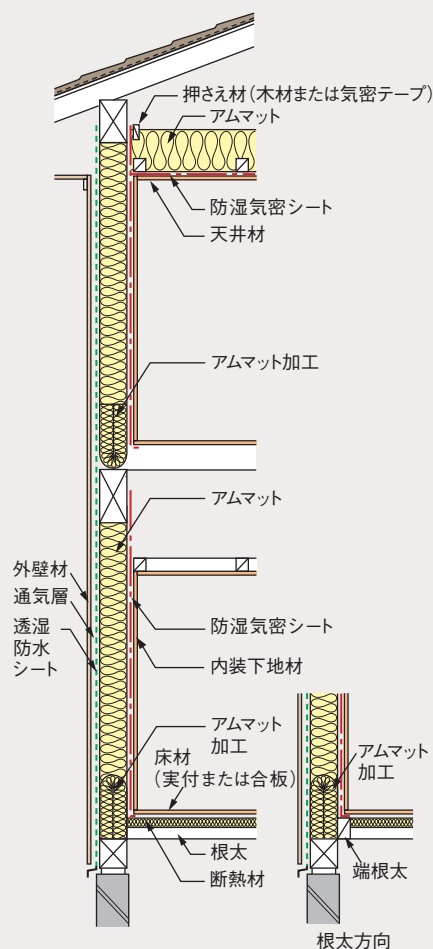 押さえ材(木材または気密テープ)
アムマット
防湿気密シート
天井材
アムマット加工
アムマット
外壁材
通気層
透湿
防水
シート
防湿気密シート
内装下地材
アムマット
加工
床材
(実付または合板)
根太
断熱材
アムマット
加工
端根太
根太方向